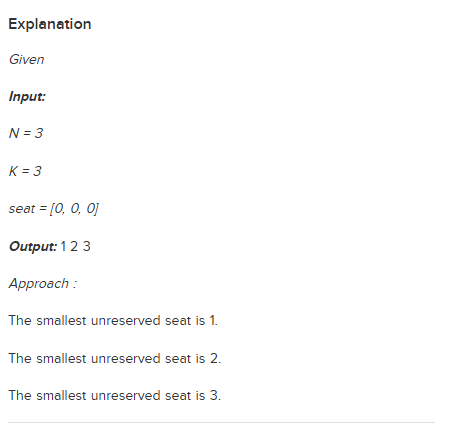 Explanation
Given
Input:
N = 3
K = 3
seat = [0, 0, 0]
Output: 1 2 3
Approach :
The smallest unreserved seat is 1.
The smallest unreserved seat is 2.
The smallest unreserved seat is 3.